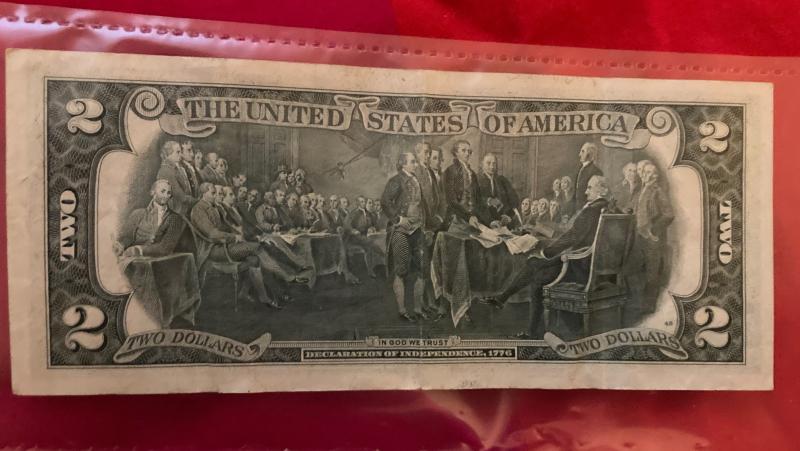 2 THE UNITED STATES OF AMERICA 2
TWO TWO
2 TWO DOLLARS TWO DOLLARS 2
IN GOD WE TRUST
DECLARATION OF INDEPENDENCE, 1776